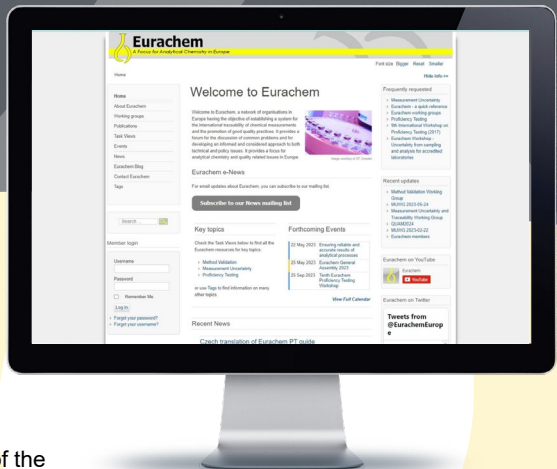 Eurachem
A Focus for Analytical Chemistry in Europe
Font size Bigger Reset Smaller
Home
Hide Info <<
Home
About Eurachem
Working groups
Publications
Task Views
Events
News
Eurachem Blog
Contact Eurachem
Tags
Search ...
Member login
Username
Password
Remember Me
Log in
Forgot your password?
Forgot your username?
Welcome to Eurachem
Welcome to Eurachem, a network of organisations in
Europe having the objective of establishing a system for
the international traceability of chemical measurements
and the promotion of good quality practices. It provides a
forum for the discussion of common problems and for
developing an informed and considered approach to both
technical and policy issues. It provides a focus for
analytical chemistry and quality related issues in Europe
Eurachem e-News
For email updates about Eurachem, you can subscribe to our mailing list.
Subscribe to our News mailing list
Key topics
Check the Task Views below to find all the
Eurachem resources for key topics:
Method Validation
Measurement Uncertainty
Proficiency Testing
or use Tags to find information on many
other topics.
Forthcoming Events
22 May 2023 Ensuring reliable and
accurate results of
analytical processes
25 May 2023 Eurachem General
Assembly 2023
25 Sep 2023 Tenth Eurachem
Proficiency Testing
Workshop
View Full Calendar
Recent News
Czech translation of Eurachem PT guide
Frequently requested
Measurement Uncertainty
Eurachem - a quick reference
Eurachem working groups
Proficiency Testing
9th International Workshop on
Proficiency Testing (2017)
Eurachem Workshop -
Uncertainty from sampling
and analysis for accredited
laboratories
Recent updates
Method Validation Working
Group
Measurement Uncertainty and
Traceability Working Group
QUAMD24
Eurachem members
Eurachem on YouTube
Eurachem
YouTube
Eurachem on Twitter
Tweets from
@EurachemEurop
e
of the